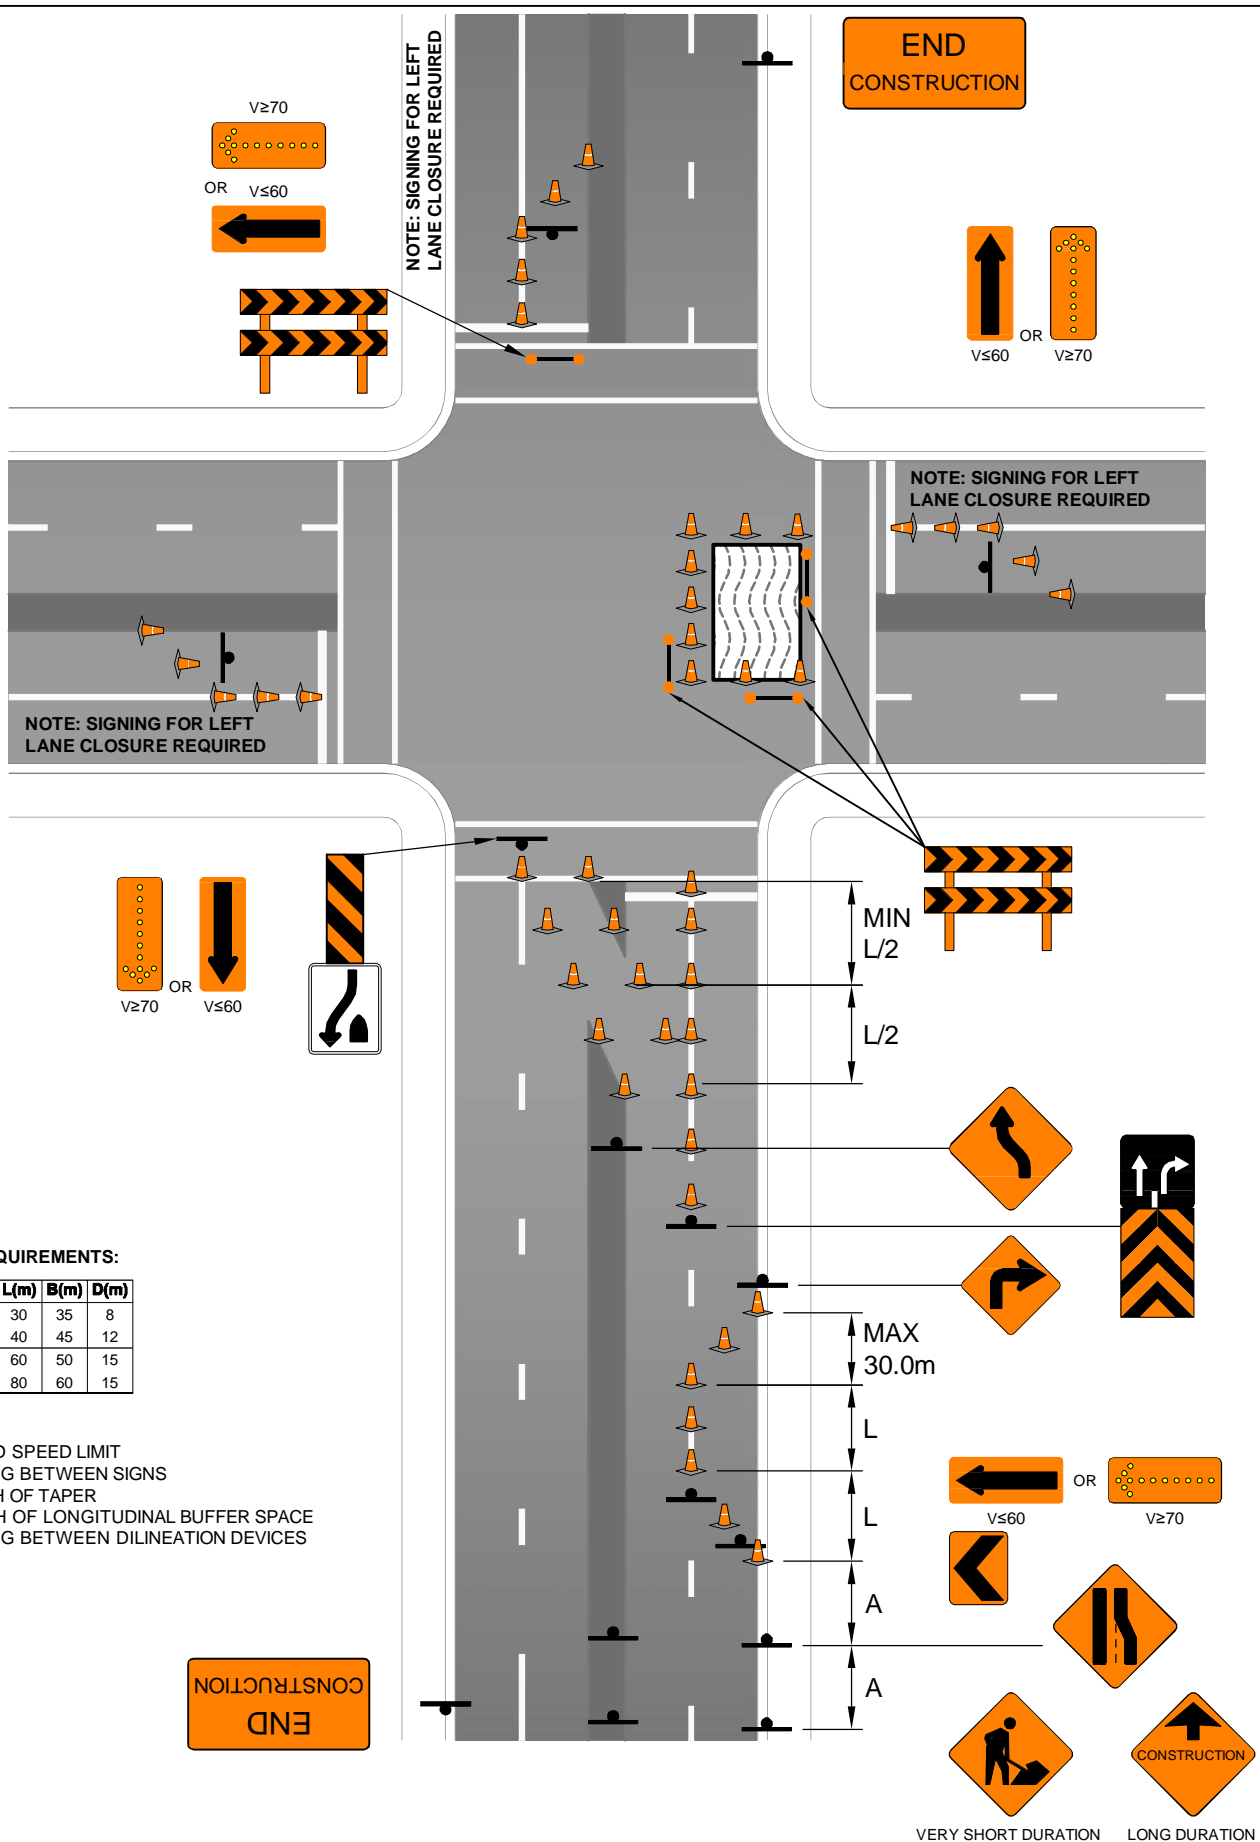 END
CONSTRUCTION
NOTE: SIGNING FOR LEFT
LANE CLOSURE REQUIRED
V≥70
OR V≤60
OR
V≤60 V≥70
NOTE: SIGNING FOR LEFT
LANE CLOSURE REQUIRED
NOTE: SIGNING FOR LEFT
LANE CLOSURE REQUIRED
MIN
L/2
OR
V≥70 V≤60
L/2
QUIREMENTS:
L(m) B(m) D(m)
30 35 8
40 45 12
60 50 15
80 60 15
MAX
30.0m
L
SPEED LIMIT
G BETWEEN SIGNS
H OF TAPER
H OF LONGITUDINAL BUFFER SPACE
G BETWEEN DILINEATION DEVICES
L
OR
V≤60 V≥70
A
A
END
CONSTRUCTION
CONSTRUCTION
VERY SHORT DURATION LONG DURATION